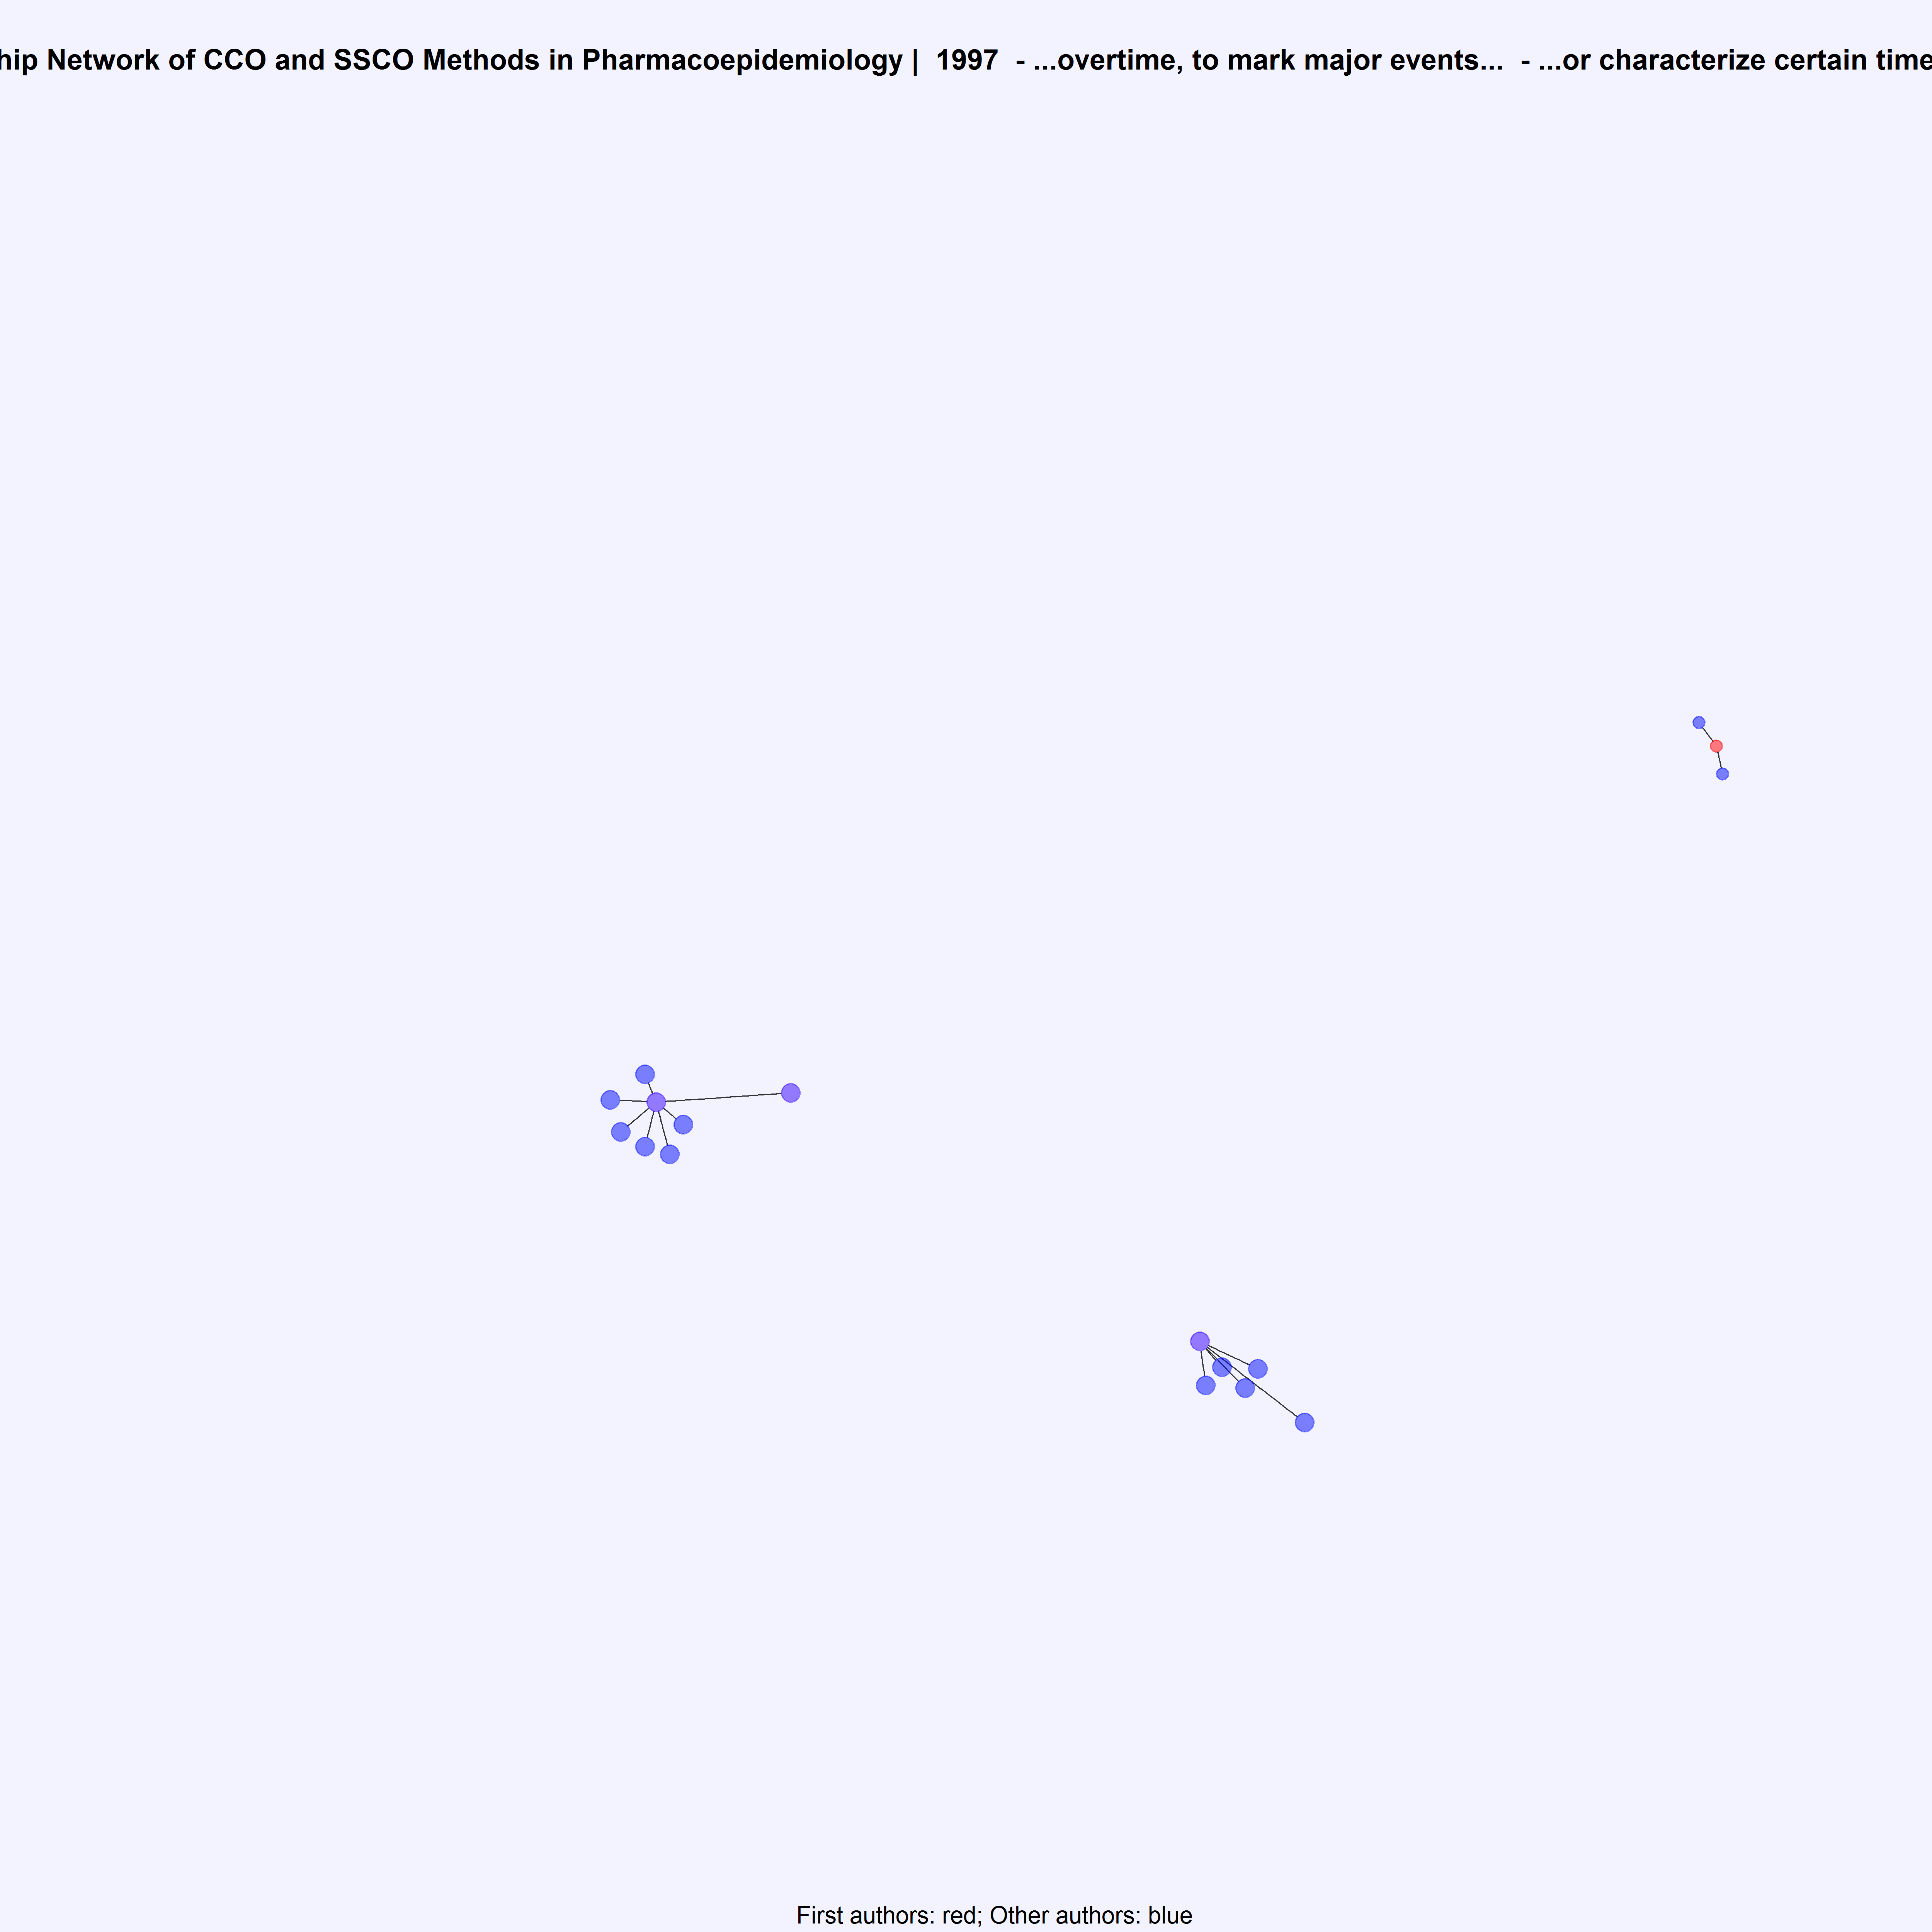 hip Network of CCO and SSCO Methods in Pharmacoepidemiology | 1997 - ...overtime, to mark major events... - ...or characterize certain time
First authors: red; Other authors: blue